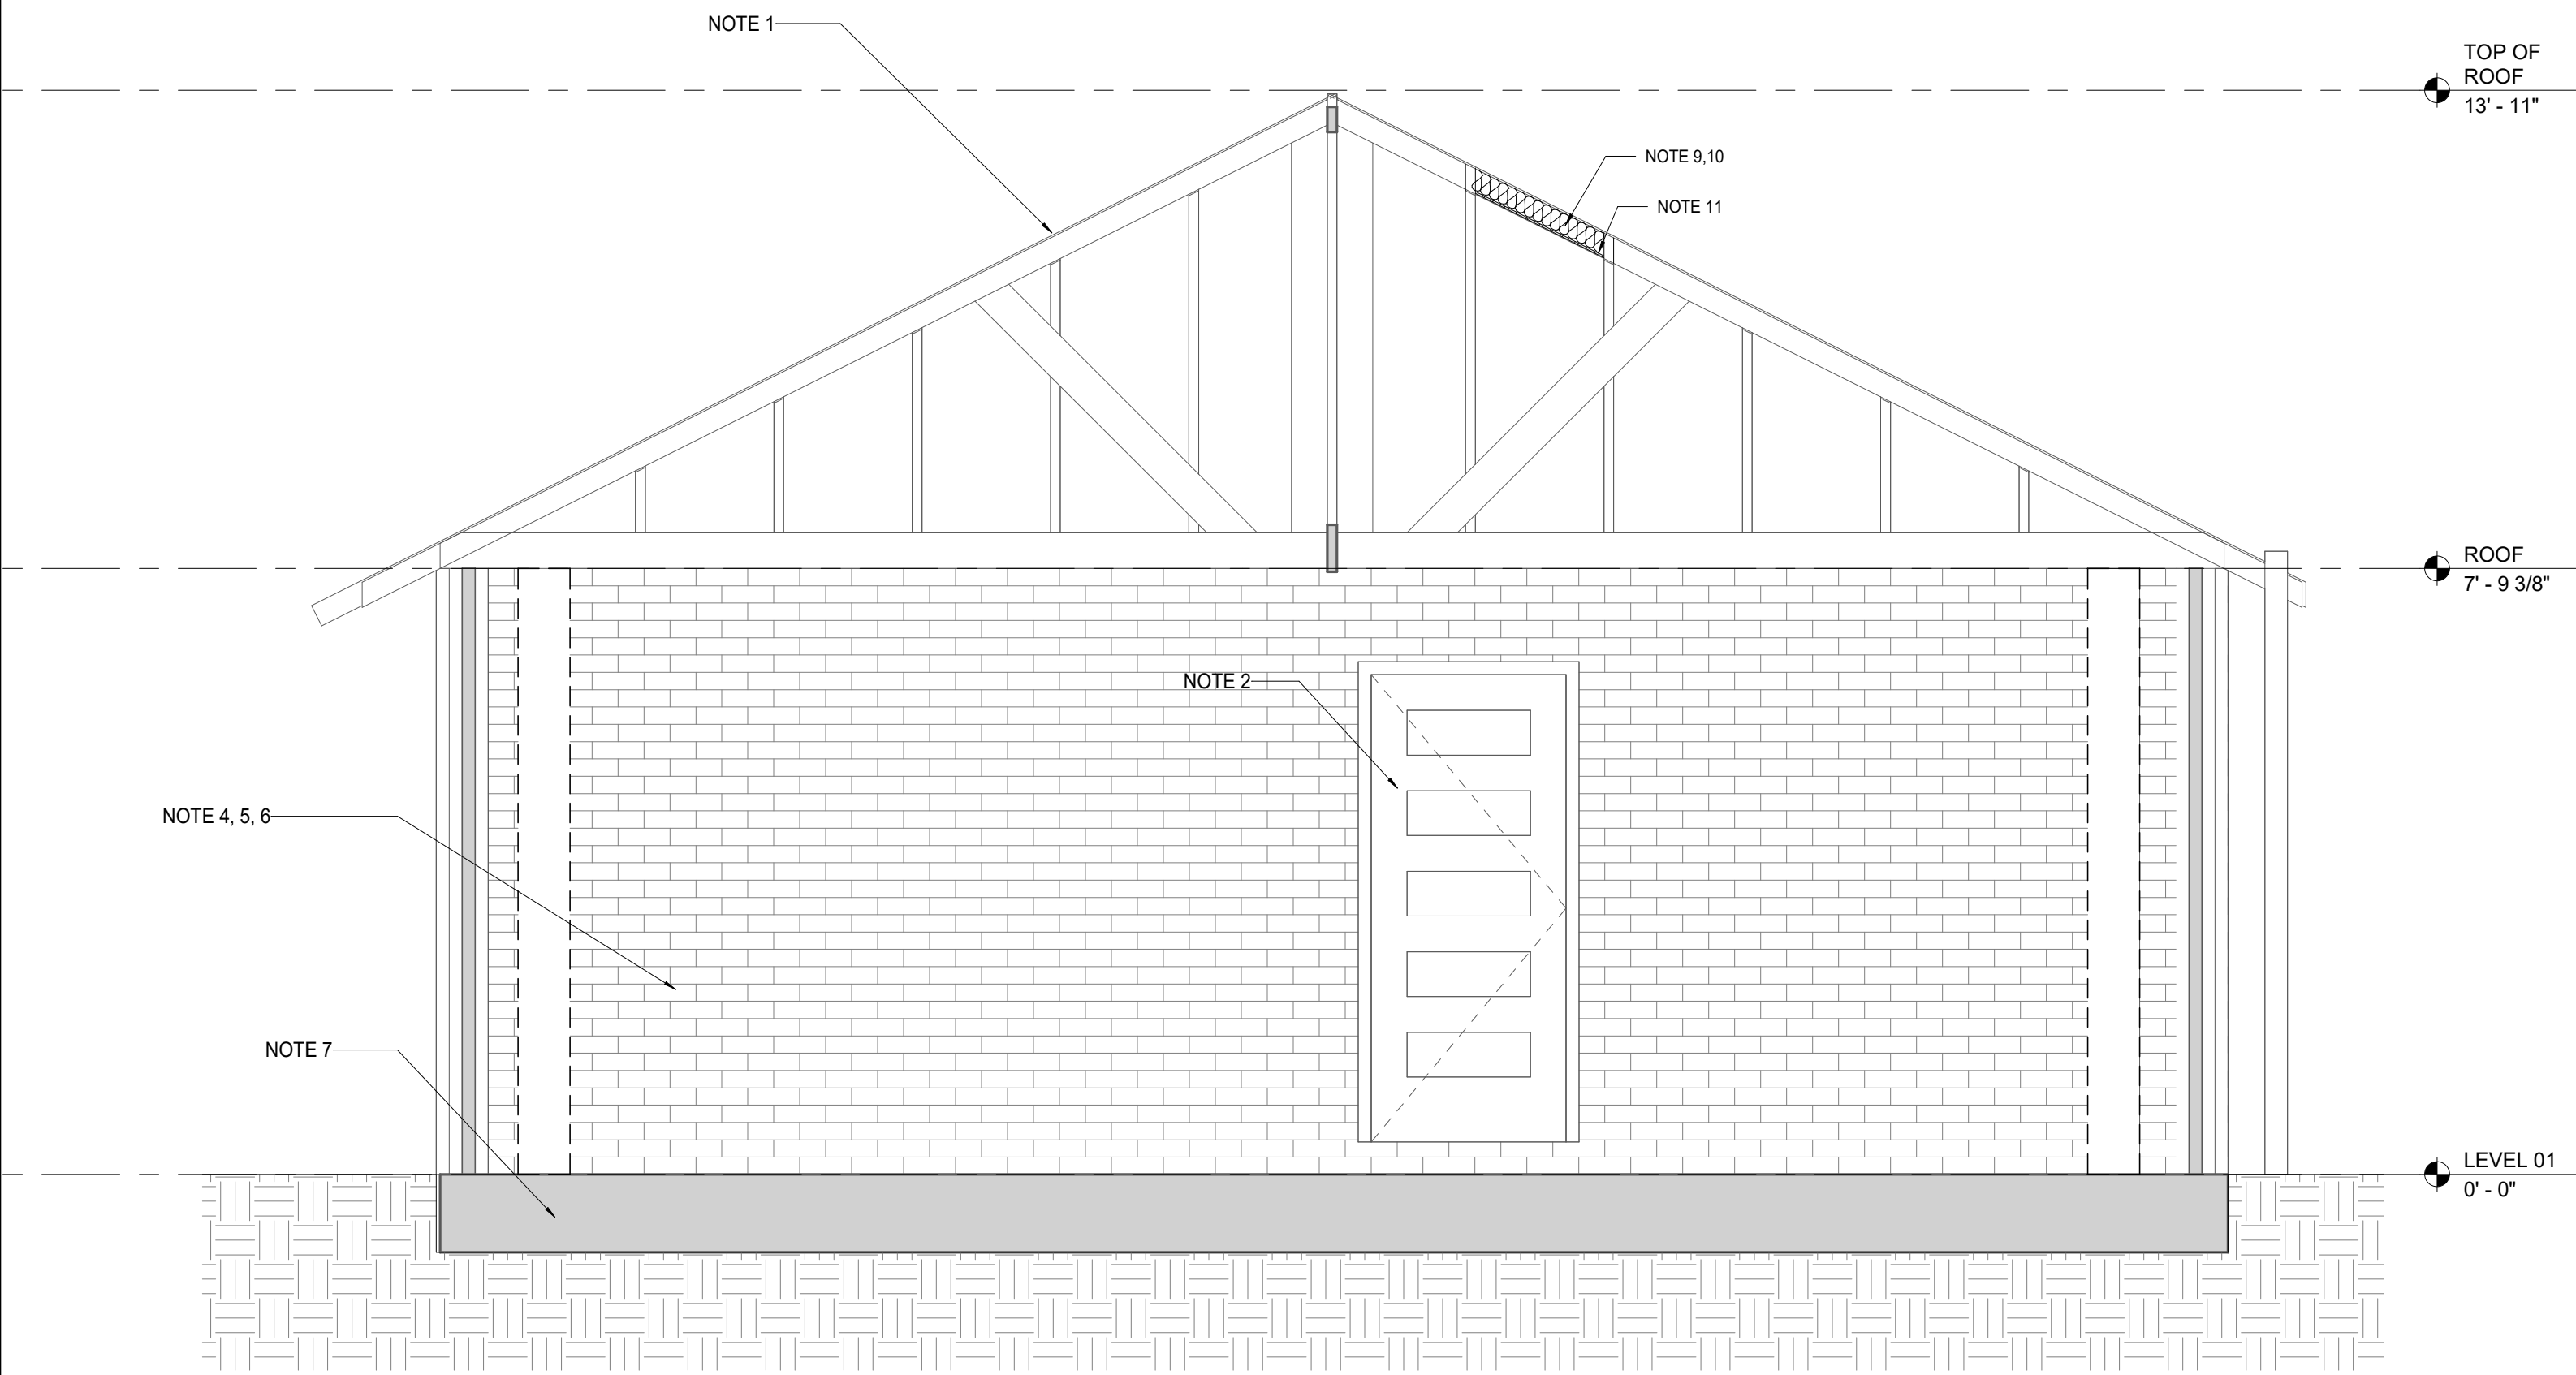 NOTE 1
TOP OF
ROOF
13' - 11"
NOTE 9,10
NOTE 11
ROOF
7' - 9 3/8"
NOTE 2
NOTE 4, 5, 6
NOTE 7
LEVEL 01
0' - 0"